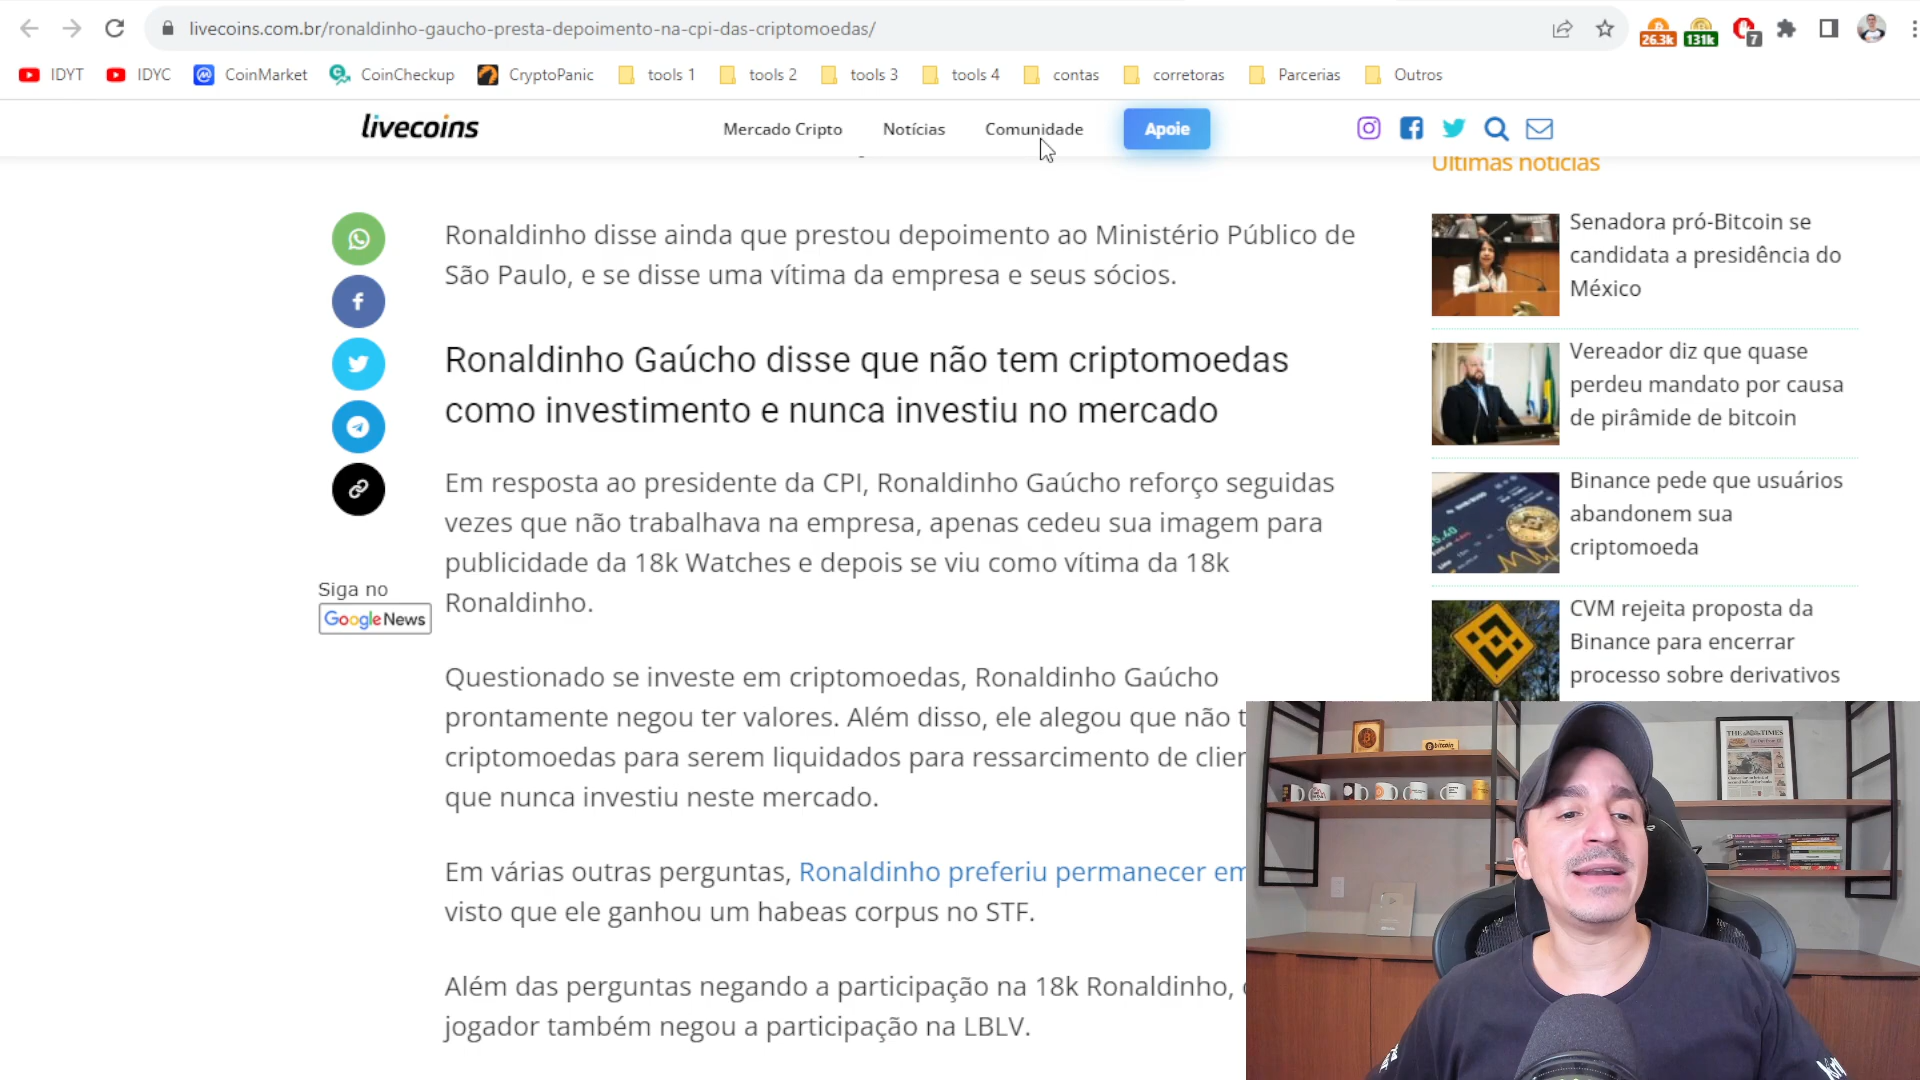 livecoins.com.br/ronaldinho-gaucho-presta-depoimento-na-cpi-das-criptomoedas/
26.3k
131k
7
IDYT
IDYC
CoinMarket
CoinCheckup
CryptoPanic
tools 1
tools 2
tools 3
tools 4
contas
corretoras
Parcerias
Outros
livecoins
Mercado Cripto
Notícias
Comunidade
Apoie
Ronaldinho disse ainda que prestou depoimento ao Ministério Público de
São Paulo, e se disse uma vítima da empresa e seus sócios.
Ronaldinho Gaúcho disse que não tem criptomoedas
como investimento e nunca investiu no mercado
Em resposta ao presidente da CPI, Ronaldinho Gaúcho reforço seguidas
vezes que não trabalhava na empresa, apenas cedeu sua imagem para
publicidade da 18k Watches e depois se viu como vítima da 18k
Ronaldinho.
Siga no
Google News
Questionado se investe em criptomoedas, Ronaldinho Gaúcho
prontamente negou ter valores. Além disso, ele alegou que não t
criptomoedas para serem liquidados para ressarcimento de clien
que nunca investiu neste mercado.
Em várias outras perguntas, Ronaldinho preferiu permanecer em
visto que ele ganhou um habeas corpus no STF.
Além das perguntas negando a participação na 18k Ronaldinho,
jogador também negou a participação na LBLV.
Últimas notícias
Senadora pró-Bitcoin se
candidata a presidência do
México
Vereador diz que quase
perdeu mandato por causa
de pirâmide de bitcoin
Binance pede que usuários
abandonem sua
criptomoeda
CVM rejeita proposta da
Binance para encerrar
processo sobre derivativos
bitcoin
THE TIMES